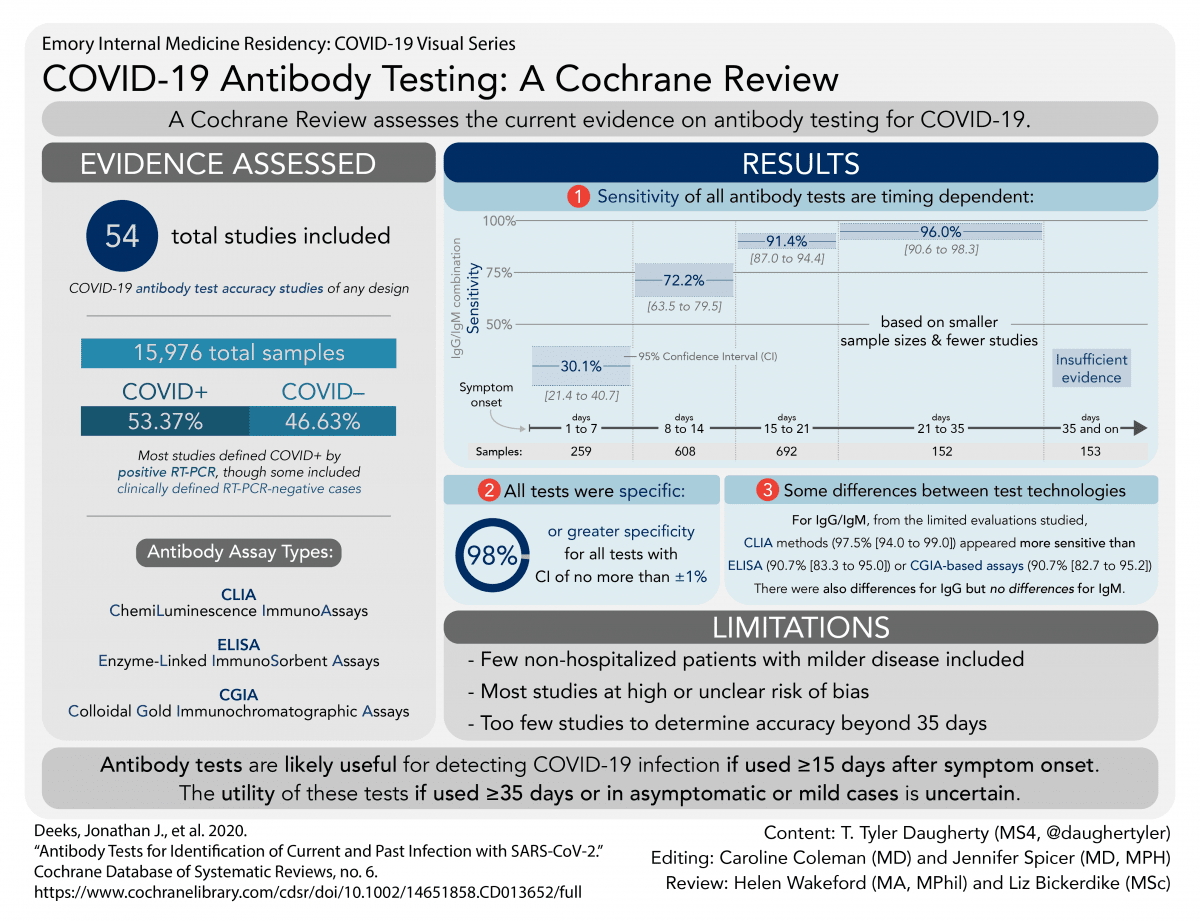 Emory Internal Medicine Residency: COVID-19 Visual Series
COVID-19 Antibody Testing: A Cochrane Review
A Cochrane Review assesses the current evidence on antibody testing for COVID-19.
EVIDENCE ASSESSED
54
total studies included
COVID-19 antibody test accuracy studies of any design
15,976 total samples
COVID+ COVID–
53.37% 46.63%
Most studies defined COVID+ by
positive RT-PCR, though some included
clinically defined RT-PCR-negative cases
Antibody Assay Types:
CLIA
ChemiLuminescence ImmunoAssays
ELISA
Enzyme-Linked ImmunoSorbent Assays
CGIA
Colloidal Gold Immunochromatographic Assays
RESULTS
1 Sensitivity of all antibody tests are timing dependent:
IgG/IgM combination
Sensitivity
100%
75%
50%
30.1%
[21.4 to 40.7]
72.2%
[63.5 to 79.5]
91.4%
[87.0 to 94.4]
96.0%
[90.6 to 98.3]
95% Confidence Interval (CI)
based on smaller
sample sizes & fewer studies
Insufficient
evidence
Symptom
onset
days
1 to 7
days
8 to 14
days
15 to 21
days
21 to 35
days
35 and on
Samples: 259 608 692 152 153
2 All tests were specific:
98%
or greater specificity
for all tests with
CI of no more than ±1%
3 Some differences between test technologies
For IgG/IgM, from the limited evaluations studied,
CLIA methods (97.5% [94.0 to 99.0]) appeared more sensitive than
ELISA (90.7% [83.3 to 95.0]) or CGIA-based assays (90.7% [82.7 to 95.2])
There were also differences for IgG but no differences for IgM.
LIMITATIONS
- Few non-hospitalized patients with milder disease included
- Most studies at high or unclear risk of bias
- Too few studies to determine accuracy beyond 35 days
Antibody tests are likely useful for detecting COVID-19 infection if used ≥15 days after symptom onset.
The utility of these tests if used ≥35 days or in asymptomatic or mild cases is uncertain.
Deeks, Jonathan J., et al. 2020.
“Antibody Tests for Identification of Current and Past Infection with SARS-CoV-2.”
Cochrane Database of Systematic Reviews, no. 6.
https://www.cochranelibrary.com/cdsr/doi/10.1002/14651858.CD013652/full
Content: T. Tyler Daugherty (MS4, @daughertyler)
Editing: Caroline Coleman (MD) and Jennifer Spicer (MD, MPH)
Review: Helen Wakeford (MA, MPhil) and Liz Bickerdike (MSc)